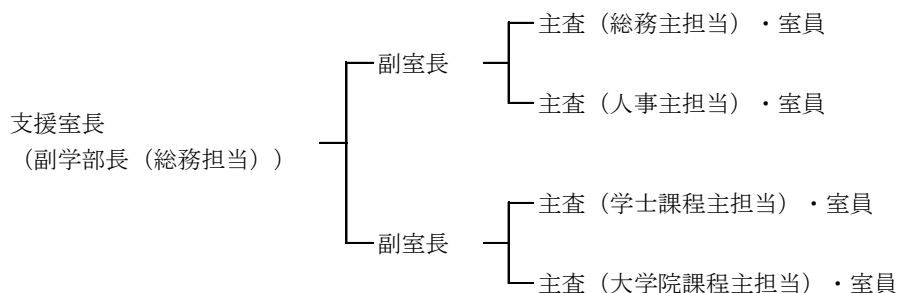 主査（総務主担当）・室員
副室長
主査（人事主担当）・室員
支援室長
（副学部長（総務担当））
主査（学士課程主担当）・室員
副室長
主査（大学院課程主担当）・室員